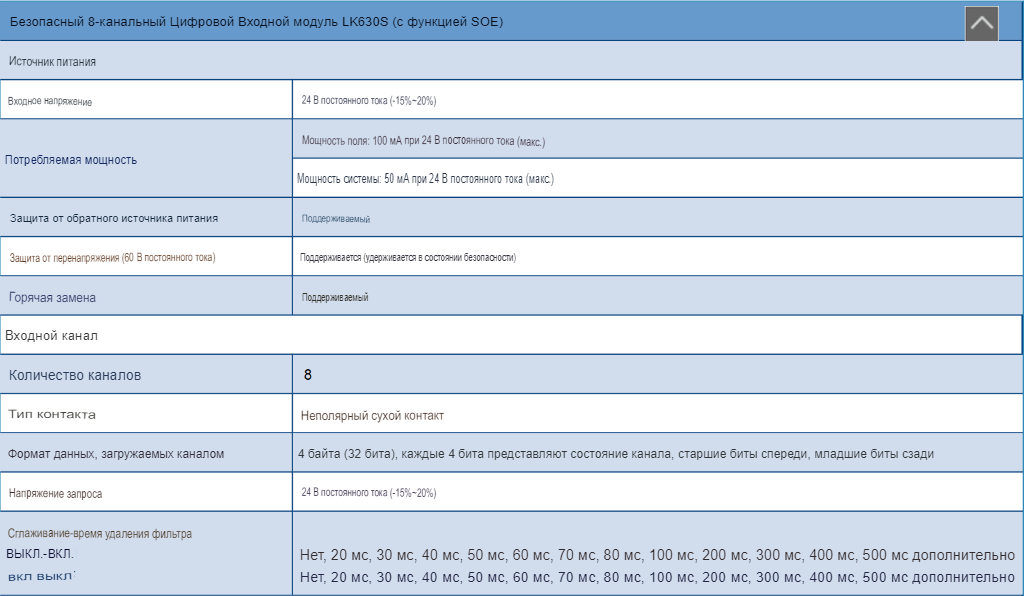 Безопасный 8-канальный Цифровой Входной модуль LK630S (с функцией SOE)
Источник питания
Входное напряжение
24 В постоянного тока (-15%~20%)
Потребляемая мощность
Мощность поля: 100 мА при 24 В постоянного тока (макс.)
Мощность системы: 50 мА при 24 В постоянного тока (макс.)
Защита от обратного источника питания
Поддерживаемый
Защита от перенапряжения (60 В постоянного тока)
Поддерживается (удерживается в состоянии безопасности)
Горячая замена
Поддерживаемый
Входной канал
Количество каналов
8
Тип контакта
Неполярный сухой контакт
Формат данных, загружаемых каналом
4 байта (32 бита), каждые 4 бита представляют состояние канала, старшие биты спереди, младшие биты сзади
Напряжение запроса
24 В постоянного тока (-15%~20%)
Сглаживание-время удаления фильтра
ВЫКЛ.-ВКЛ.
Нет, 20 мс, 30 мс, 40 мс, 50 мс, 60 мс, 70 мс, 80 мс, 100 мс, 200 мс, 300 мс, 400 мс, 500 мс дополнительно
вкл выкл:
Нет, 20 мс, 30 мс, 40 мс, 50 мс, 60 мс, 70 мс, 80 мс, 100 мс, 200 мс, 300 мс, 400 мс, 500 мс дополнительно